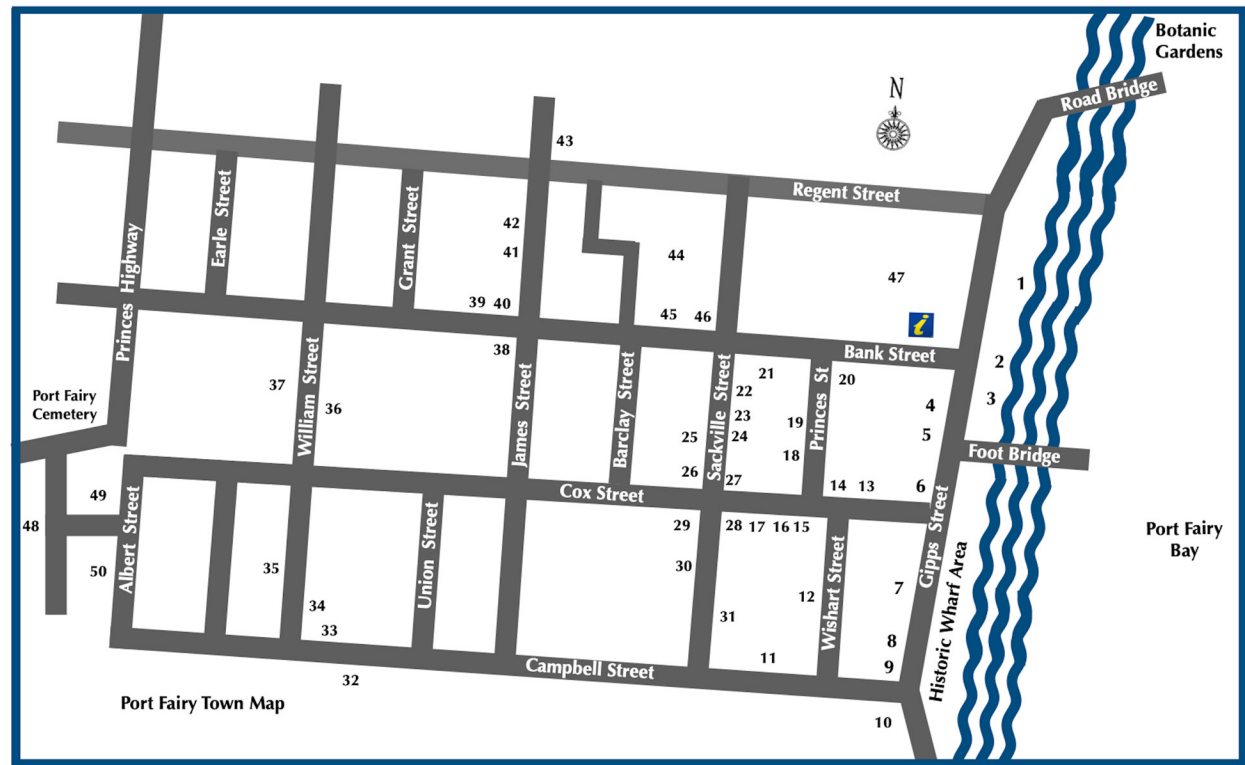 Botanic
Gardens
Road Bridge
N
43
Regent Street
Earle Street
Grant Street
42
41
44
47
1
Princes Highway
39 40
45 46
i
38
Bank Street
2
3
Port Fairy
Cemetery
37
36
William Street
James Street
Barclay Street
Sackville Street
21
22
23
24
25
26
27
Princes St
20
19
18
4
5
6
14 13
Foot Bridge
Cox Street
49
48
50
Albert Street
35
34
33
Union Street
29
30
28 17 16 15
31
12
11
Wishart Street
7
8
9
Gipps Street
Historic Wharf Area
Port Fairy
Bay
Campbell Street
32
10
Port Fairy Town Map